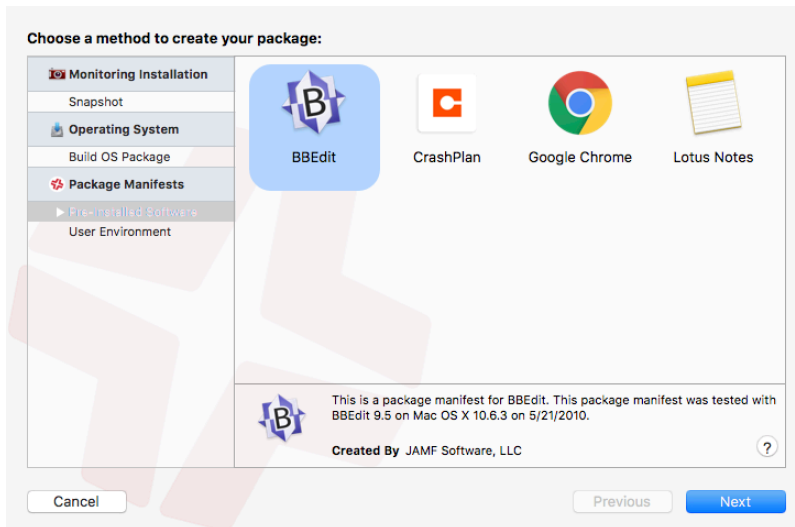 Choose a method to create your package:
Monitoring Installation
Snapshot
Operating System
Build OS Package
Package Manifests
Pre-installed Software
User Environment
B
BBEdit
CrashPlan
Google Chrome
Lotus Notes
B
This is a package manifest for BBEdit. This package manifest was tested with
BBEdit 9.5 on Mac OS X 10.6.3 on 5/21/2010.
Created By JAMF Software, LLC
?
Cancel
Previous
Next